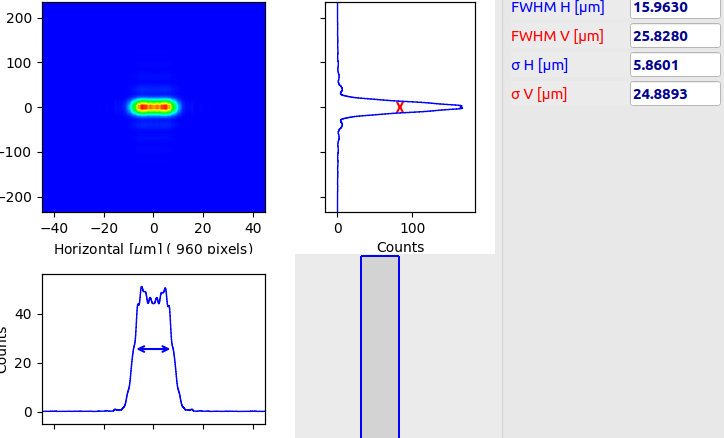 200
100
0
−100
−200
−40 −20 0 20 40
Horizontal [μm] ( 960 pixels)
0 100
Counts
FWHM H [μm] 15.9630
FWHM V [μm] 25.8280
σ H [μm] 5.8601
σ V [μm] 24.8893
40
20
0
Counts